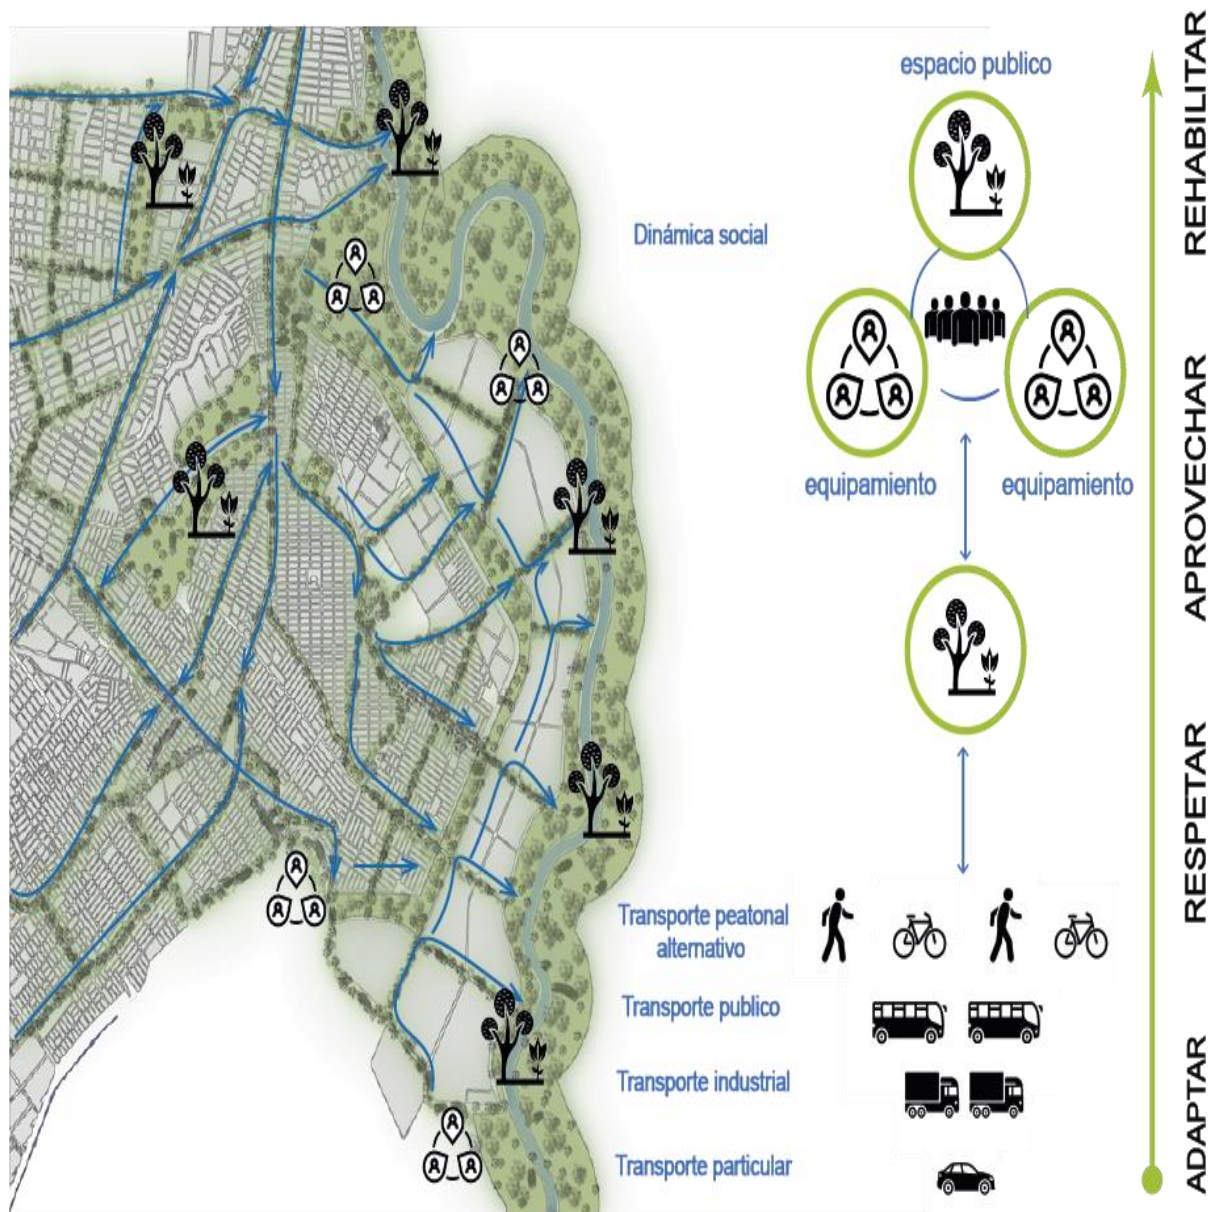 espacio publico
Dinámica social
equipamiento
equipamiento
Transporte peatonal
alternativo
Transporte publico
Transporte industrial
Transporte particular
REHABILITAR
APROVECHAR
RESPETAR
ADAPTAR